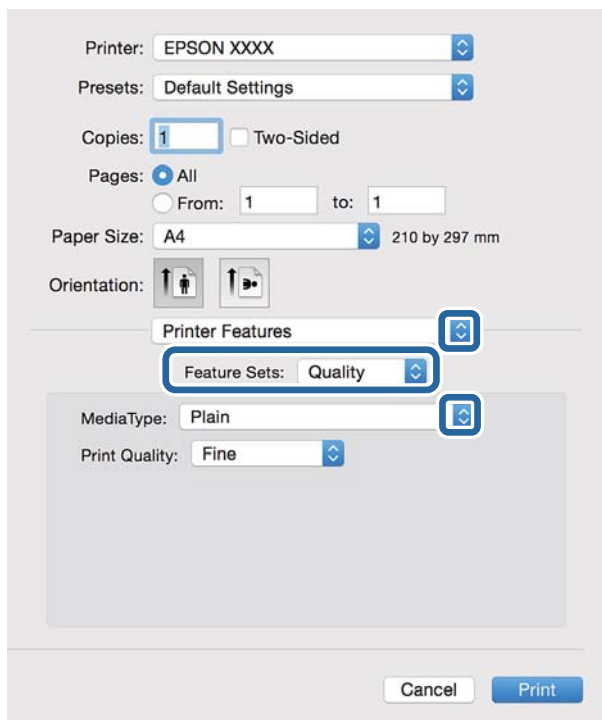 Printer: EPSON XXXX
Presets: Default Settings
Copies: 1 Two-Sided
Pages: All
From: 1 to: 1
Paper Size: A4 210 by 297 mm
Orientation:
Printer Features
Feature Sets: Quality
MediaType: Plain
Print Quality: Fine
Cancel Print